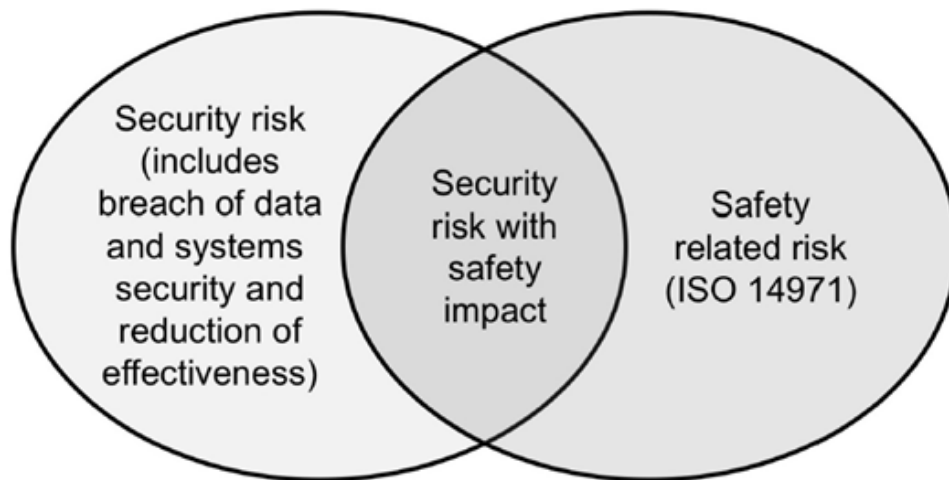 Security risk
(includes
breach of data
and systems
security and
reduction of
effectiveness)
Security
risk with
safety
impact
Safety
related risk
(ISO 14971)